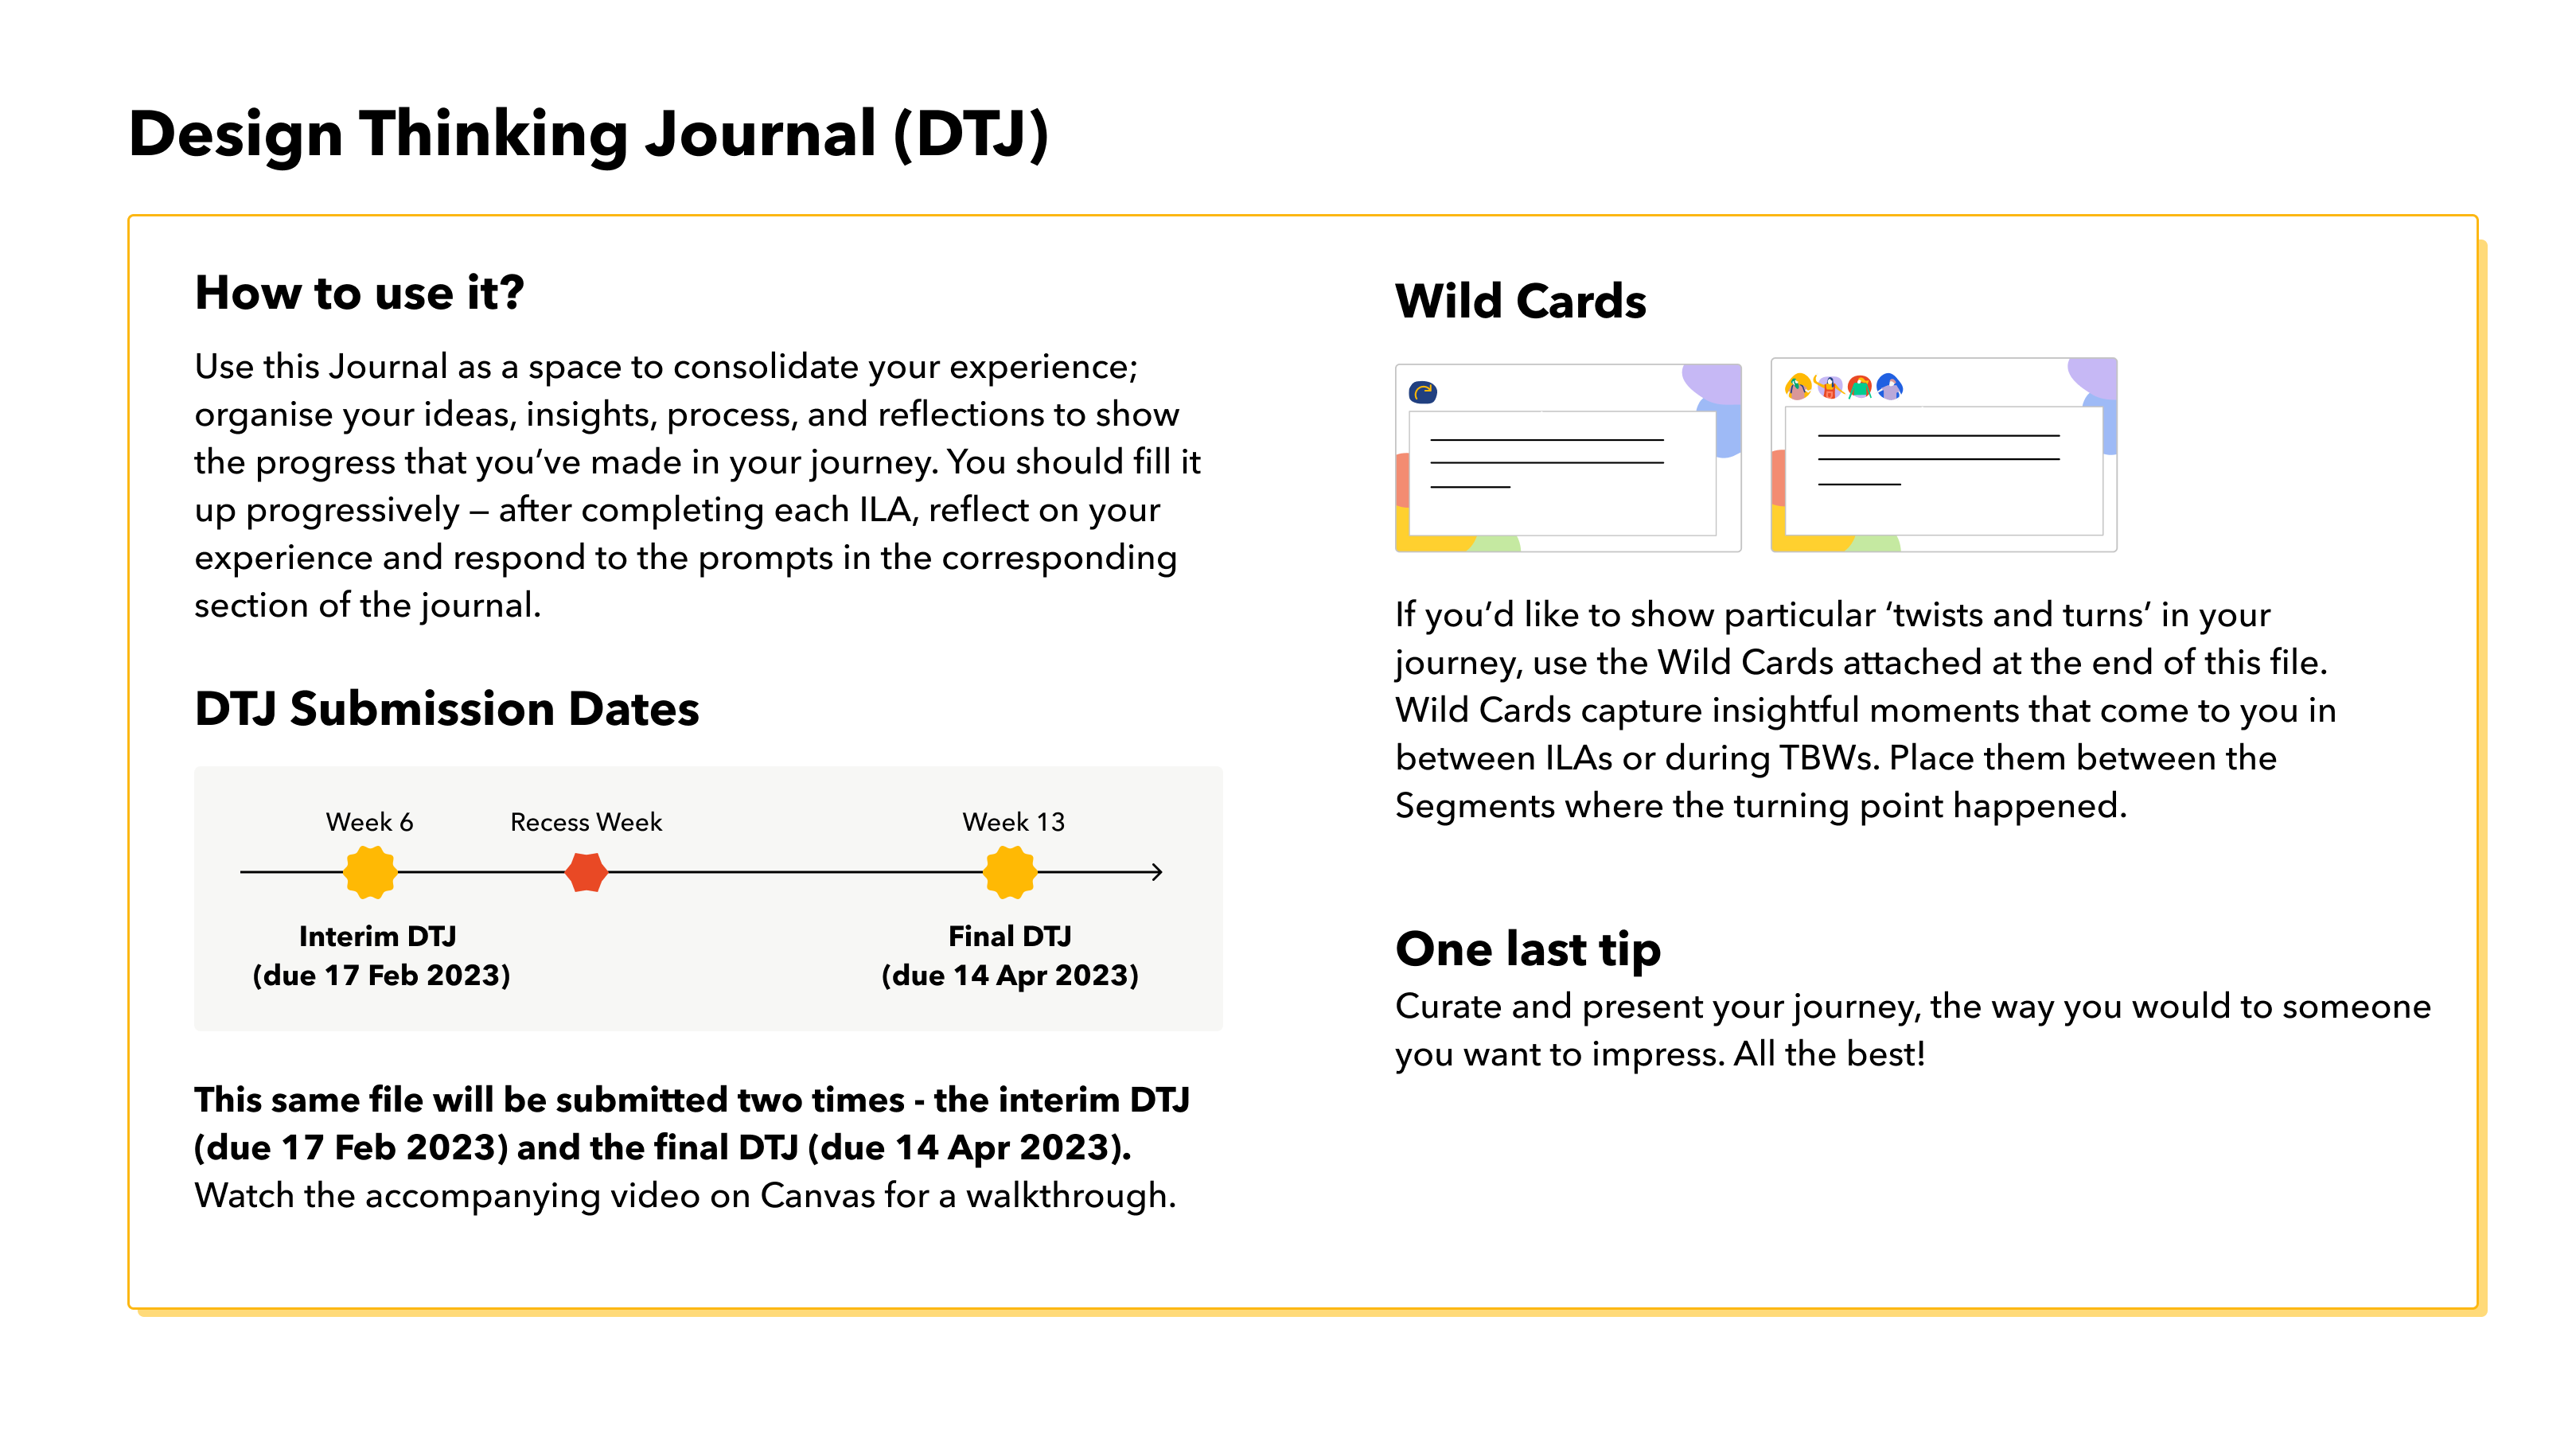 Design Thinking Journal (DTJ)
How to use it?
Use this Journal as a space to consolidate your experience;
organise your ideas, insights, process, and reflections to show
the progress that you’ve made in your journey. You should fill it
up progressively – after completing each ILA, reflect on your
experience and respond to the prompts in the corresponding
section of the journal.
DTJ Submission Dates
Week 6
Recess Week
Week 13
Interim DTJ
(due 17 Feb 2023)
Final DTJ
(due 14 Apr 2023)
This same file will be submitted two times - the interim DTJ
(due 17 Feb 2023) and the final DTJ (due 14 Apr 2023).
Watch the accompanying video on Canvas for a walkthrough.
Wild Cards
If you’d like to show particular ‘twists and turns’ in your
journey, use the Wild Cards attached at the end of this file.
Wild Cards capture insightful moments that come to you in
between ILAs or during TBWs. Place them between the
Segments where the turning point happened.
One last tip
Curate and present your journey, the way you would to someone
you want to impress. All the best!